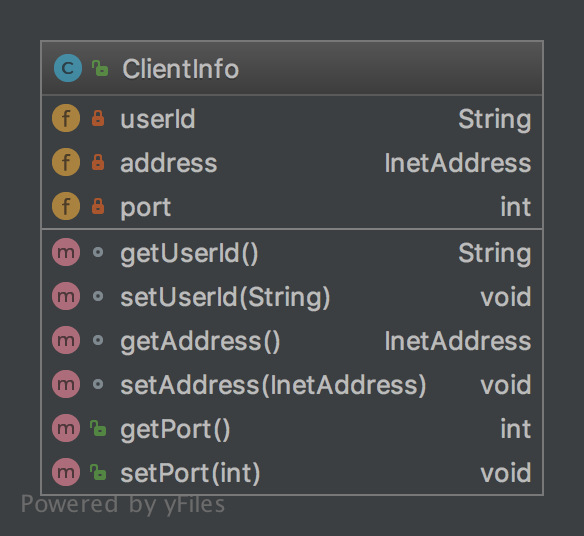 C ClientInfo
f userId String
f address InetAddress
f port int
m getUserId() String
m setUserId(String) void
m getAddress() InetAddress
m setAddress(InetAddress) void
m getPort() int
m setPort(int) void
Powered by yFiles